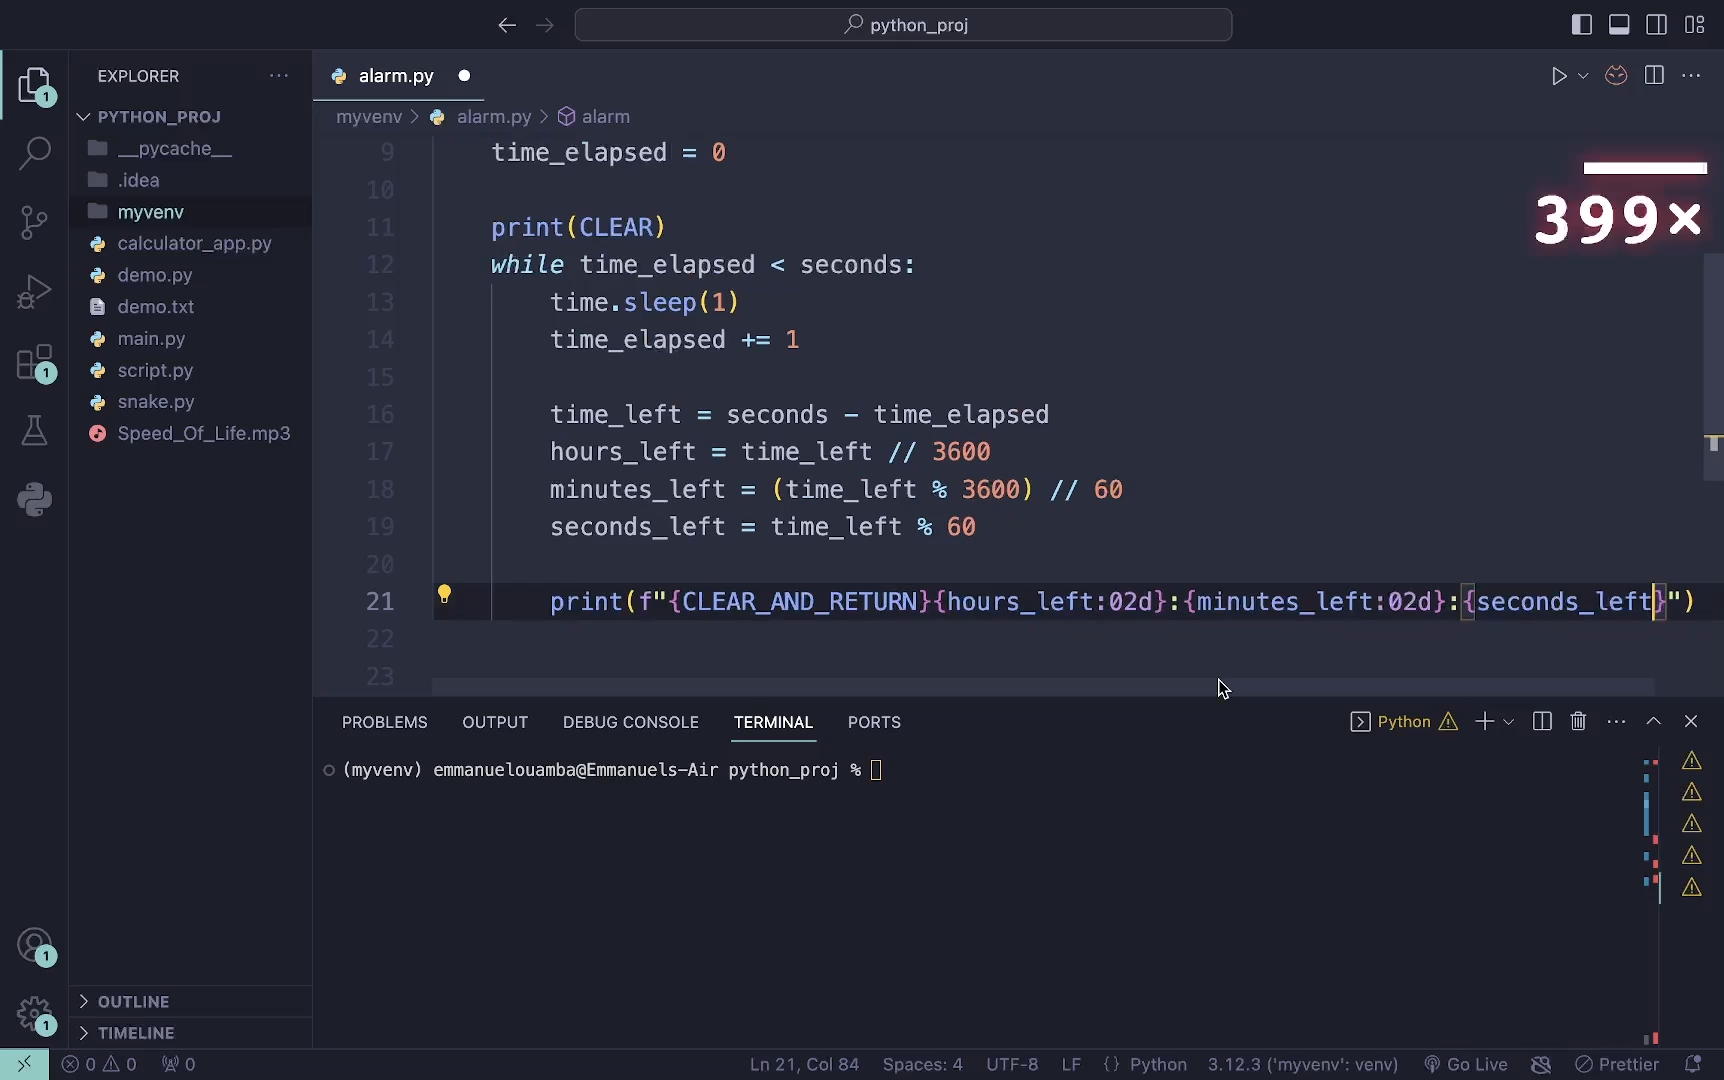 python_proj
EXPLORER
alarm.py
399×
PYTHON_PROJ
__pycache__
.idea
myvenv
calculator_app.py
demo.py
demo.txt
main.py
script.py
snake.py
Speed_Of_Life.mp3
OUTLINE
TIMELINE
1
1
1
1
myvenv > alarm.py > alarm
9 time_elapsed = 0
10
11 print(CLEAR)
12 while time_elapsed < seconds:
13 time.sleep(1)
14 time_elapsed += 1
15
16 time_left = seconds - time_elapsed
17 hours_left = time_left // 3600
18 minutes_left = (time_left % 3600) // 60
19 seconds_left = time_left % 60
20
21 print(f"{CLEAR_AND_RETURN}{hours_left:02d}:{minutes_left:02d}:{seconds_left}")
22
23
PROBLEMS OUTPUT DEBUG CONSOLE TERMINAL PORTS Python
(myvenv) emmanuelouamba@Emmanuels-Air python_proj %
0 0 0 Ln 21, Col 84 Spaces: 4 UTF-8 LF {} Python 3.12.3 ('myvenv': venv) Go Live Prettier